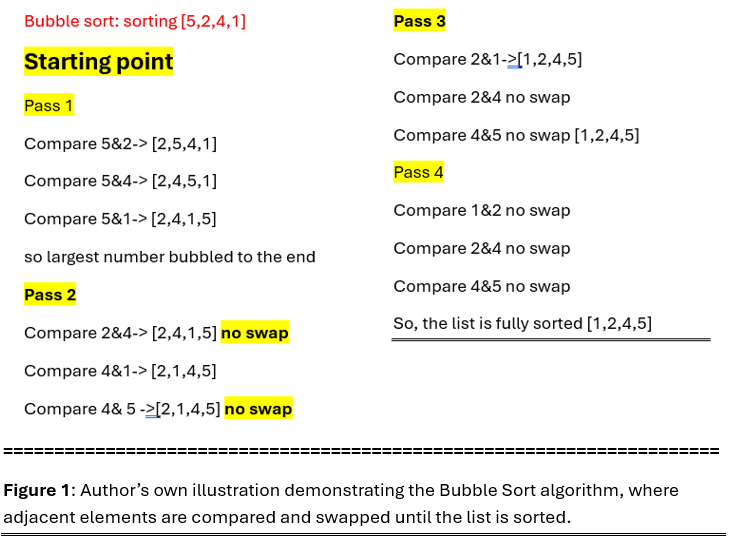 Bubble sort: sorting [5,2,4,1]
Starting point
Pass 1
Compare 5&2-> [2,5,4,1]
Compare 5&4-> [2,4,5,1]
Compare 5&1-> [2,4,1,5]
so largest number bubbled to the end
Pass 2
Compare 2&4-> [2,4,1,5] no swap
Compare 4&1-> [2,1,4,5]
Compare 4& 5 ->[2,1,4,5] no swap
Pass 3
Compare 2&1->[1,2,4,5]
Compare 2&4 no swap
Compare 4&5 no swap [1,2,4,5]
Pass 4
Compare 1&2 no swap
Compare 2&4 no swap
Compare 4&5 no swap
So, the list is fully sorted [1,2,4,5]
Figure 1: Author’s own illustration demonstrating the Bubble Sort algorithm, where
adjacent elements are compared and swapped until the list is sorted.